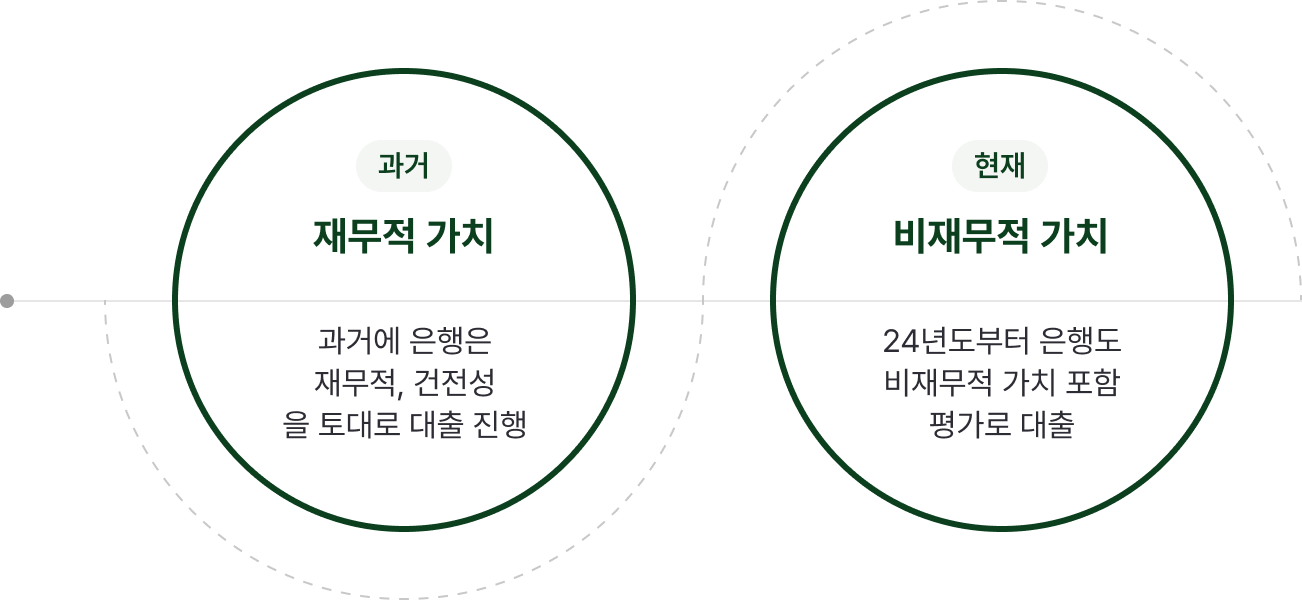 과거
재무적 가치
과거에 은행은
재무적, 건전성
을 토대로 대출 진행
현재
비재무적 가치
24년도부터 은행도
비재무적 가치 포함
평가로 대출